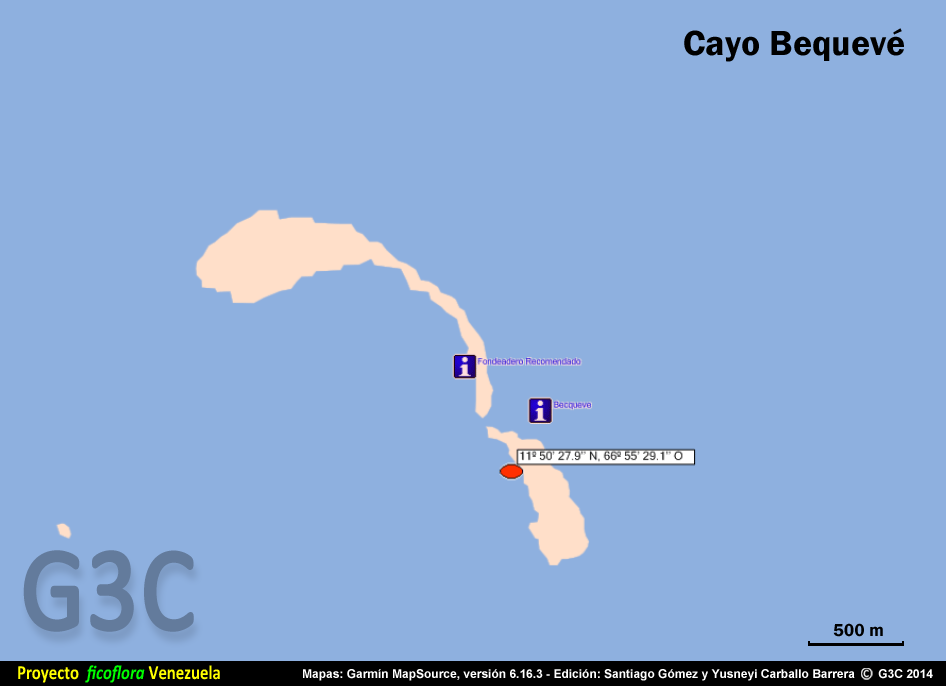 Cayo Bequevé
Fondeadero Recomendado
Becqueve
11º 50' 27.9" N, 66º 55' 29.1" O
G3C
500 m
Proyecto ficoflora Venezuela
Mapas: Garmín MapSource, versión 6.16.3 - Edición: Santiago Gómez y Yusneyi Carballo Barrera © G3C 2014